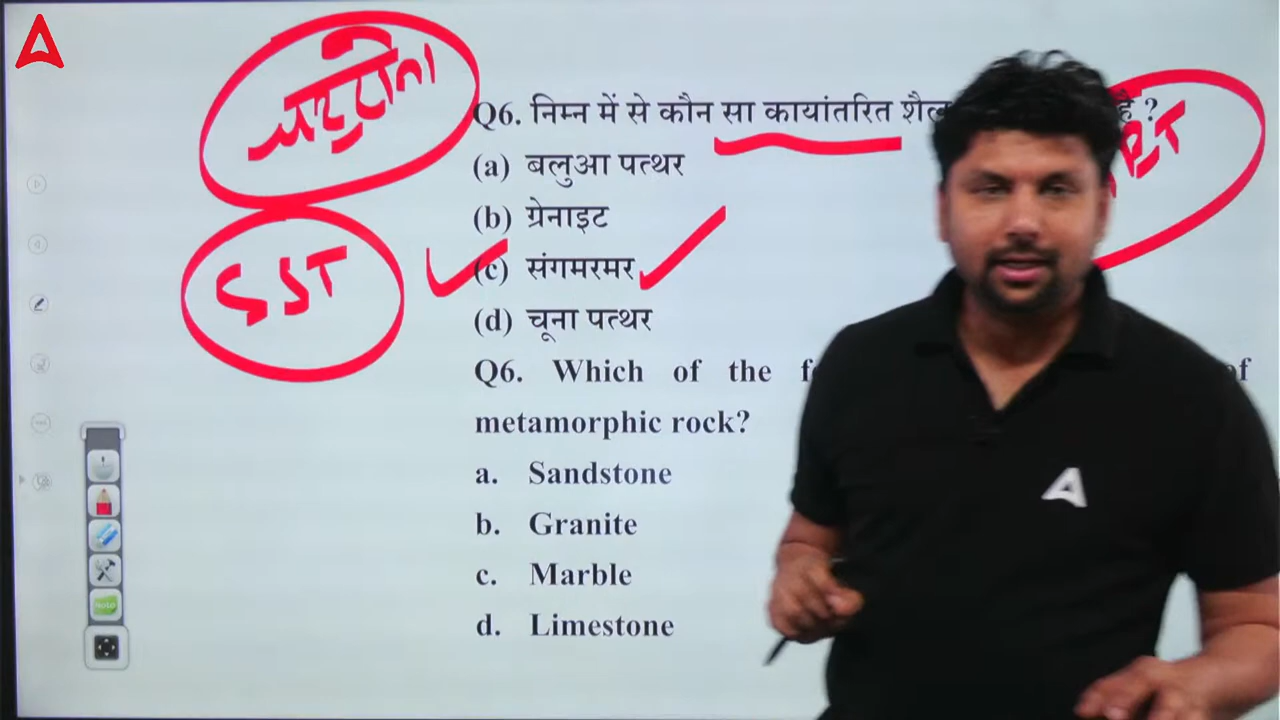 Q6. निम्न में से कौन सा कायांतरित है ?
(a) बलुआ पत्थर
(b) ग्रेनाइट
(c) संगमरमर
(d) चूना पत्थर
SST
Q6. Which of the of
metamorphic rock?
a. Sandstone
b. Granite
c. Marble
d. Limestone